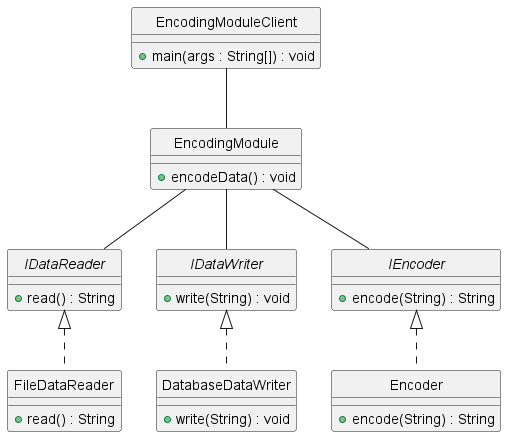 EncodingModuleClient
main(args : String[]) : void
EncodingModule
encodeData() : void
IDataReader
read() : String
IDataWriter
write(String) : void
IEncoder
encode(String) : String
FileDataReader
read() : String
DatabaseDataWriter
write(String) : void
Encoder
encode(String) : String